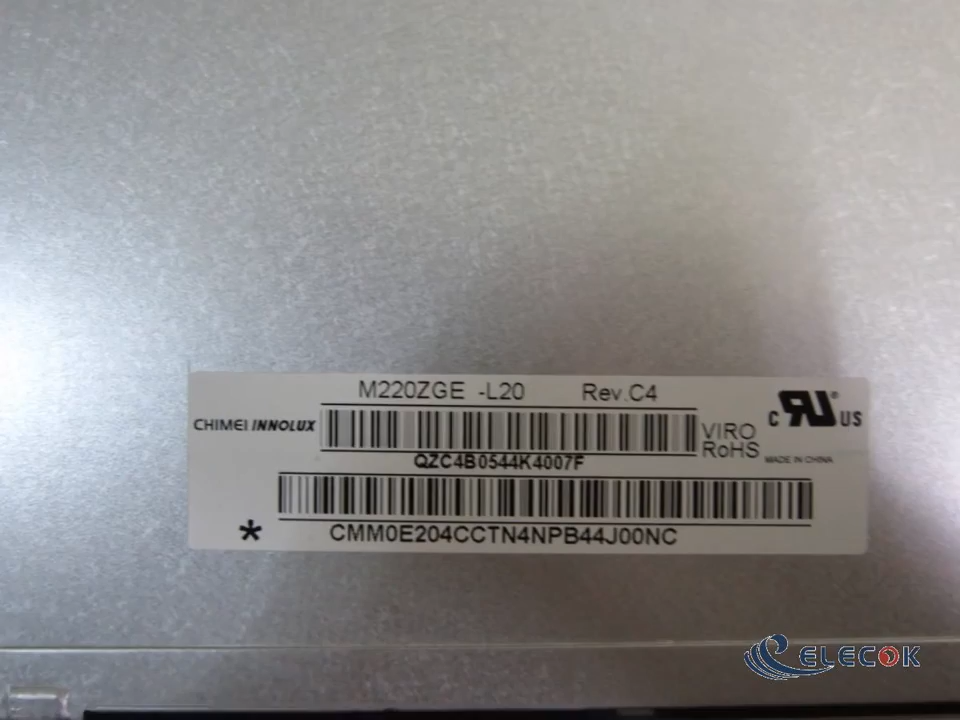 M220ZGE -L20 Rev.C4
CHIMEI INNOLUX
VIRO
RoHS
C RU® US
MADE IN CHINA
QZC4B0544K4007F
* CMM0E204CCTN4NPB44J00NC
ELECOK